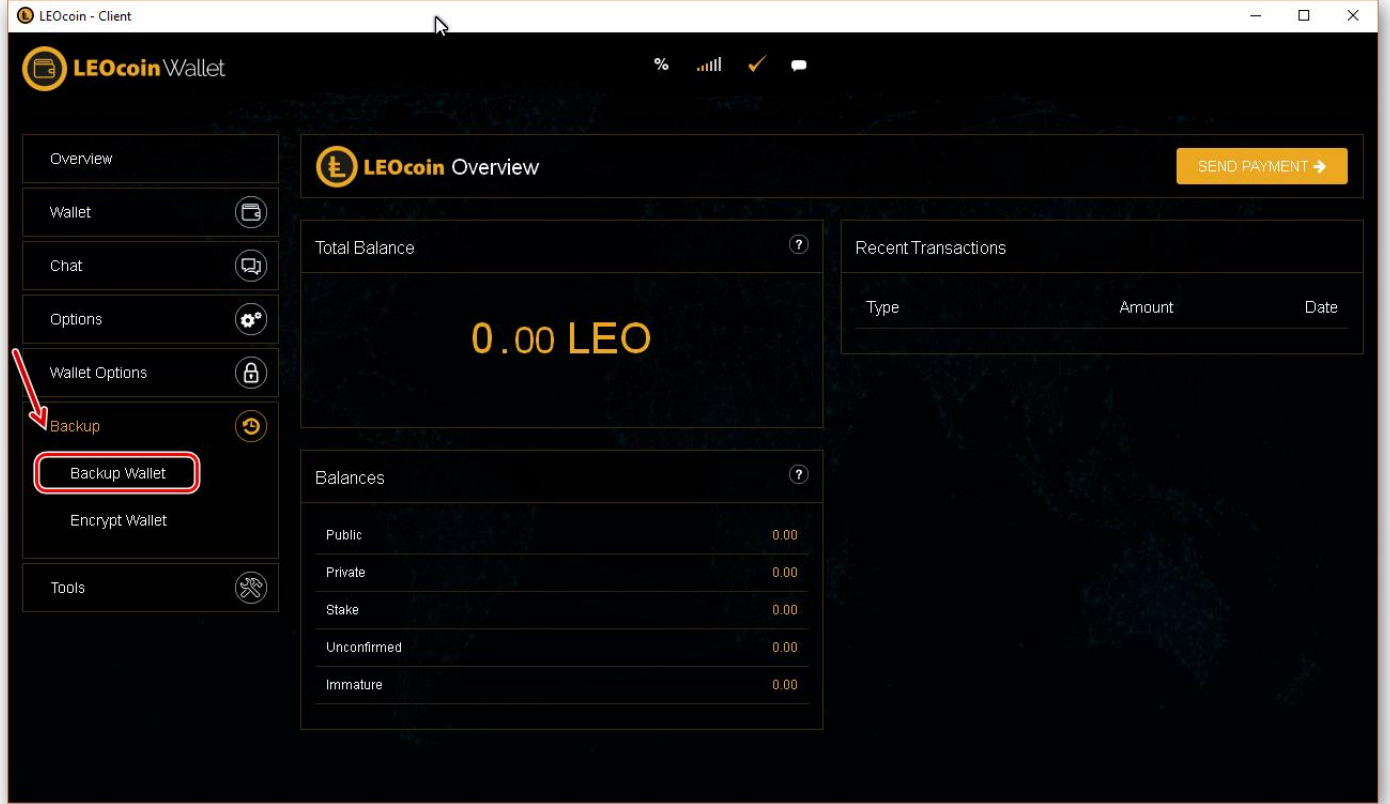 LEOcoin - Client
LEOcoin Wallet
%
Overview
Wallet
Chat
Options
Wallet Options
Backup
Backup Wallet
Encrypt Wallet
Tools
LEOcoin Overview
SEND PAYMENT →
Total Balance ?
0.00 LEO
Balances ?
Public 0.00
Private 0.00
Stake 0.00
Unconfirmed 0.00
Immature 0.00
Recent Transactions
Type Amount Date